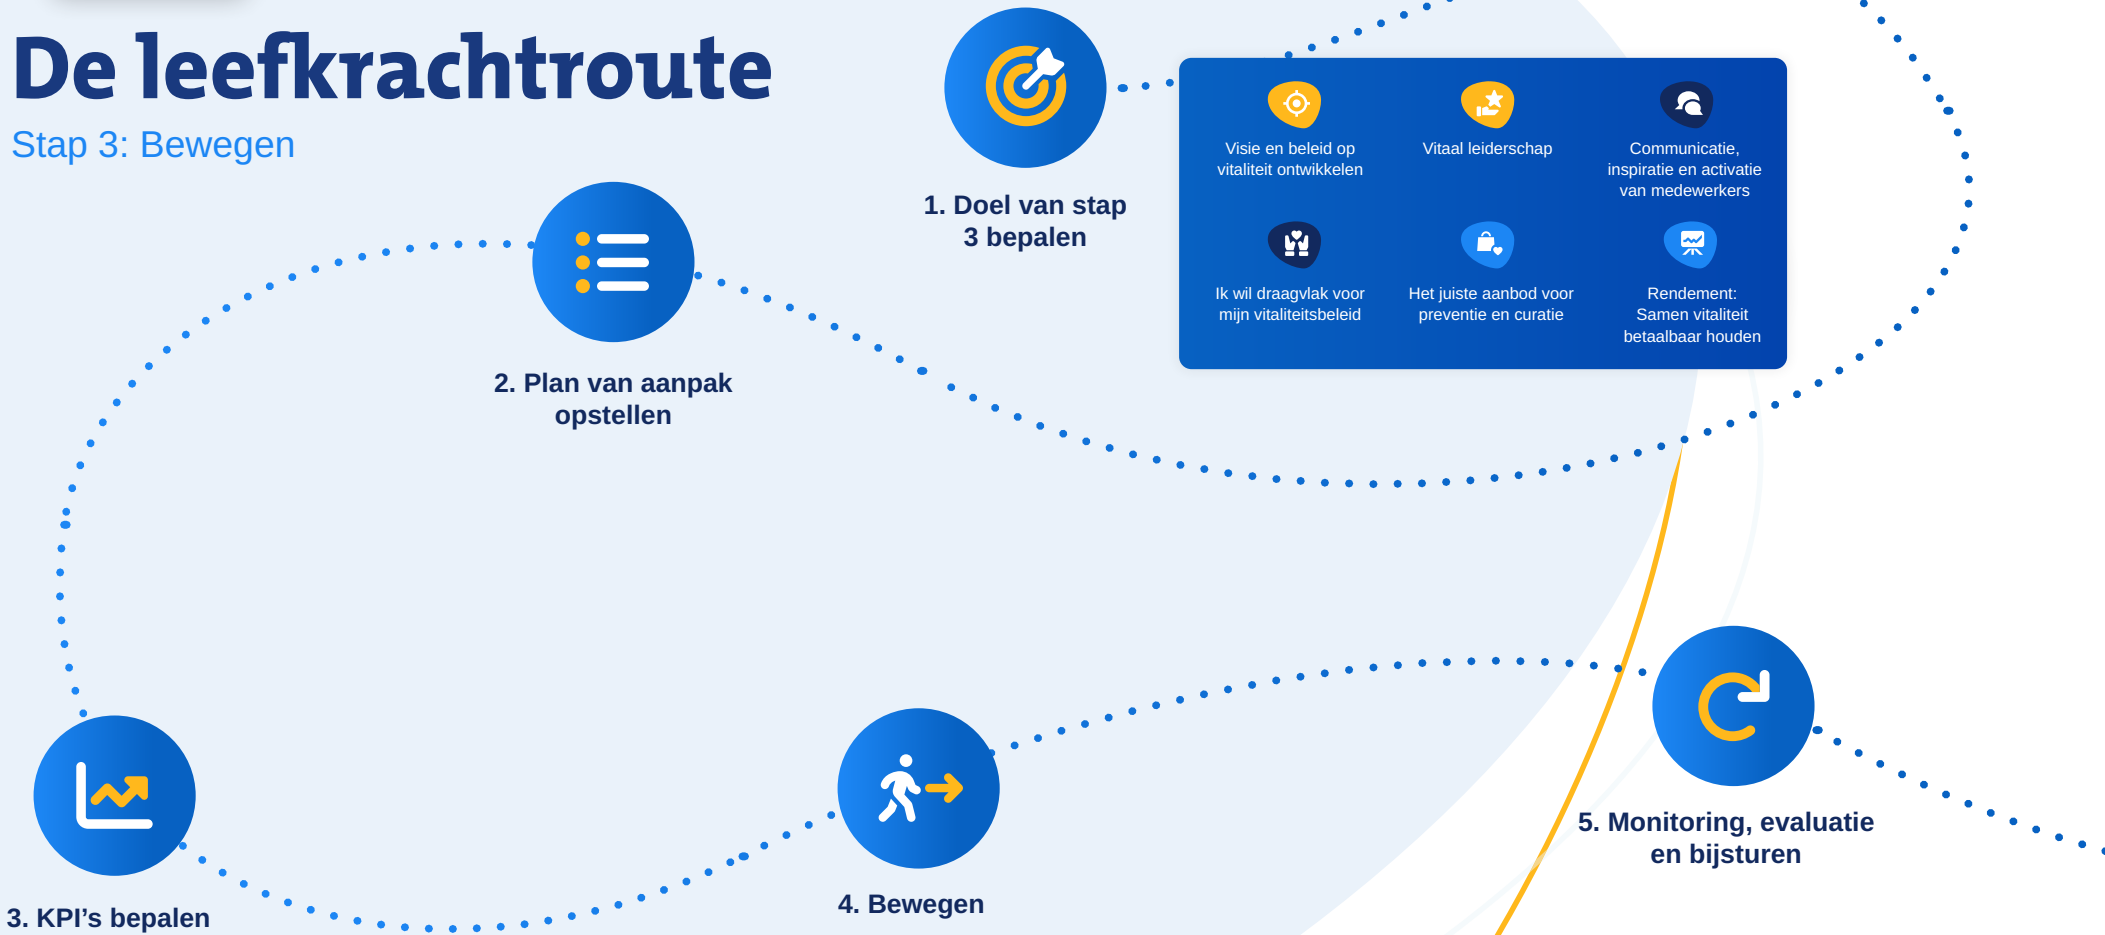 De leefkrachtroute
Stap 3: Bewegen
1. Doel van stap
3 bepalen
Visie en beleid op
vitaliteit ontwikkelen
Vitaal leiderschap
Communicatie,
inspiratie en activatie
van medewerkers
Ik wil draagvlak voor
mijn vitaliteitsbeleid
Het juiste aanbod voor
preventie en curatie
Rendement:
Samen vitaliteit
betaalbaar houden
2. Plan van aanpak
opstellen
3. KPI’s bepalen
4. Bewegen
5. Monitoring, evaluatie
en bijsturen